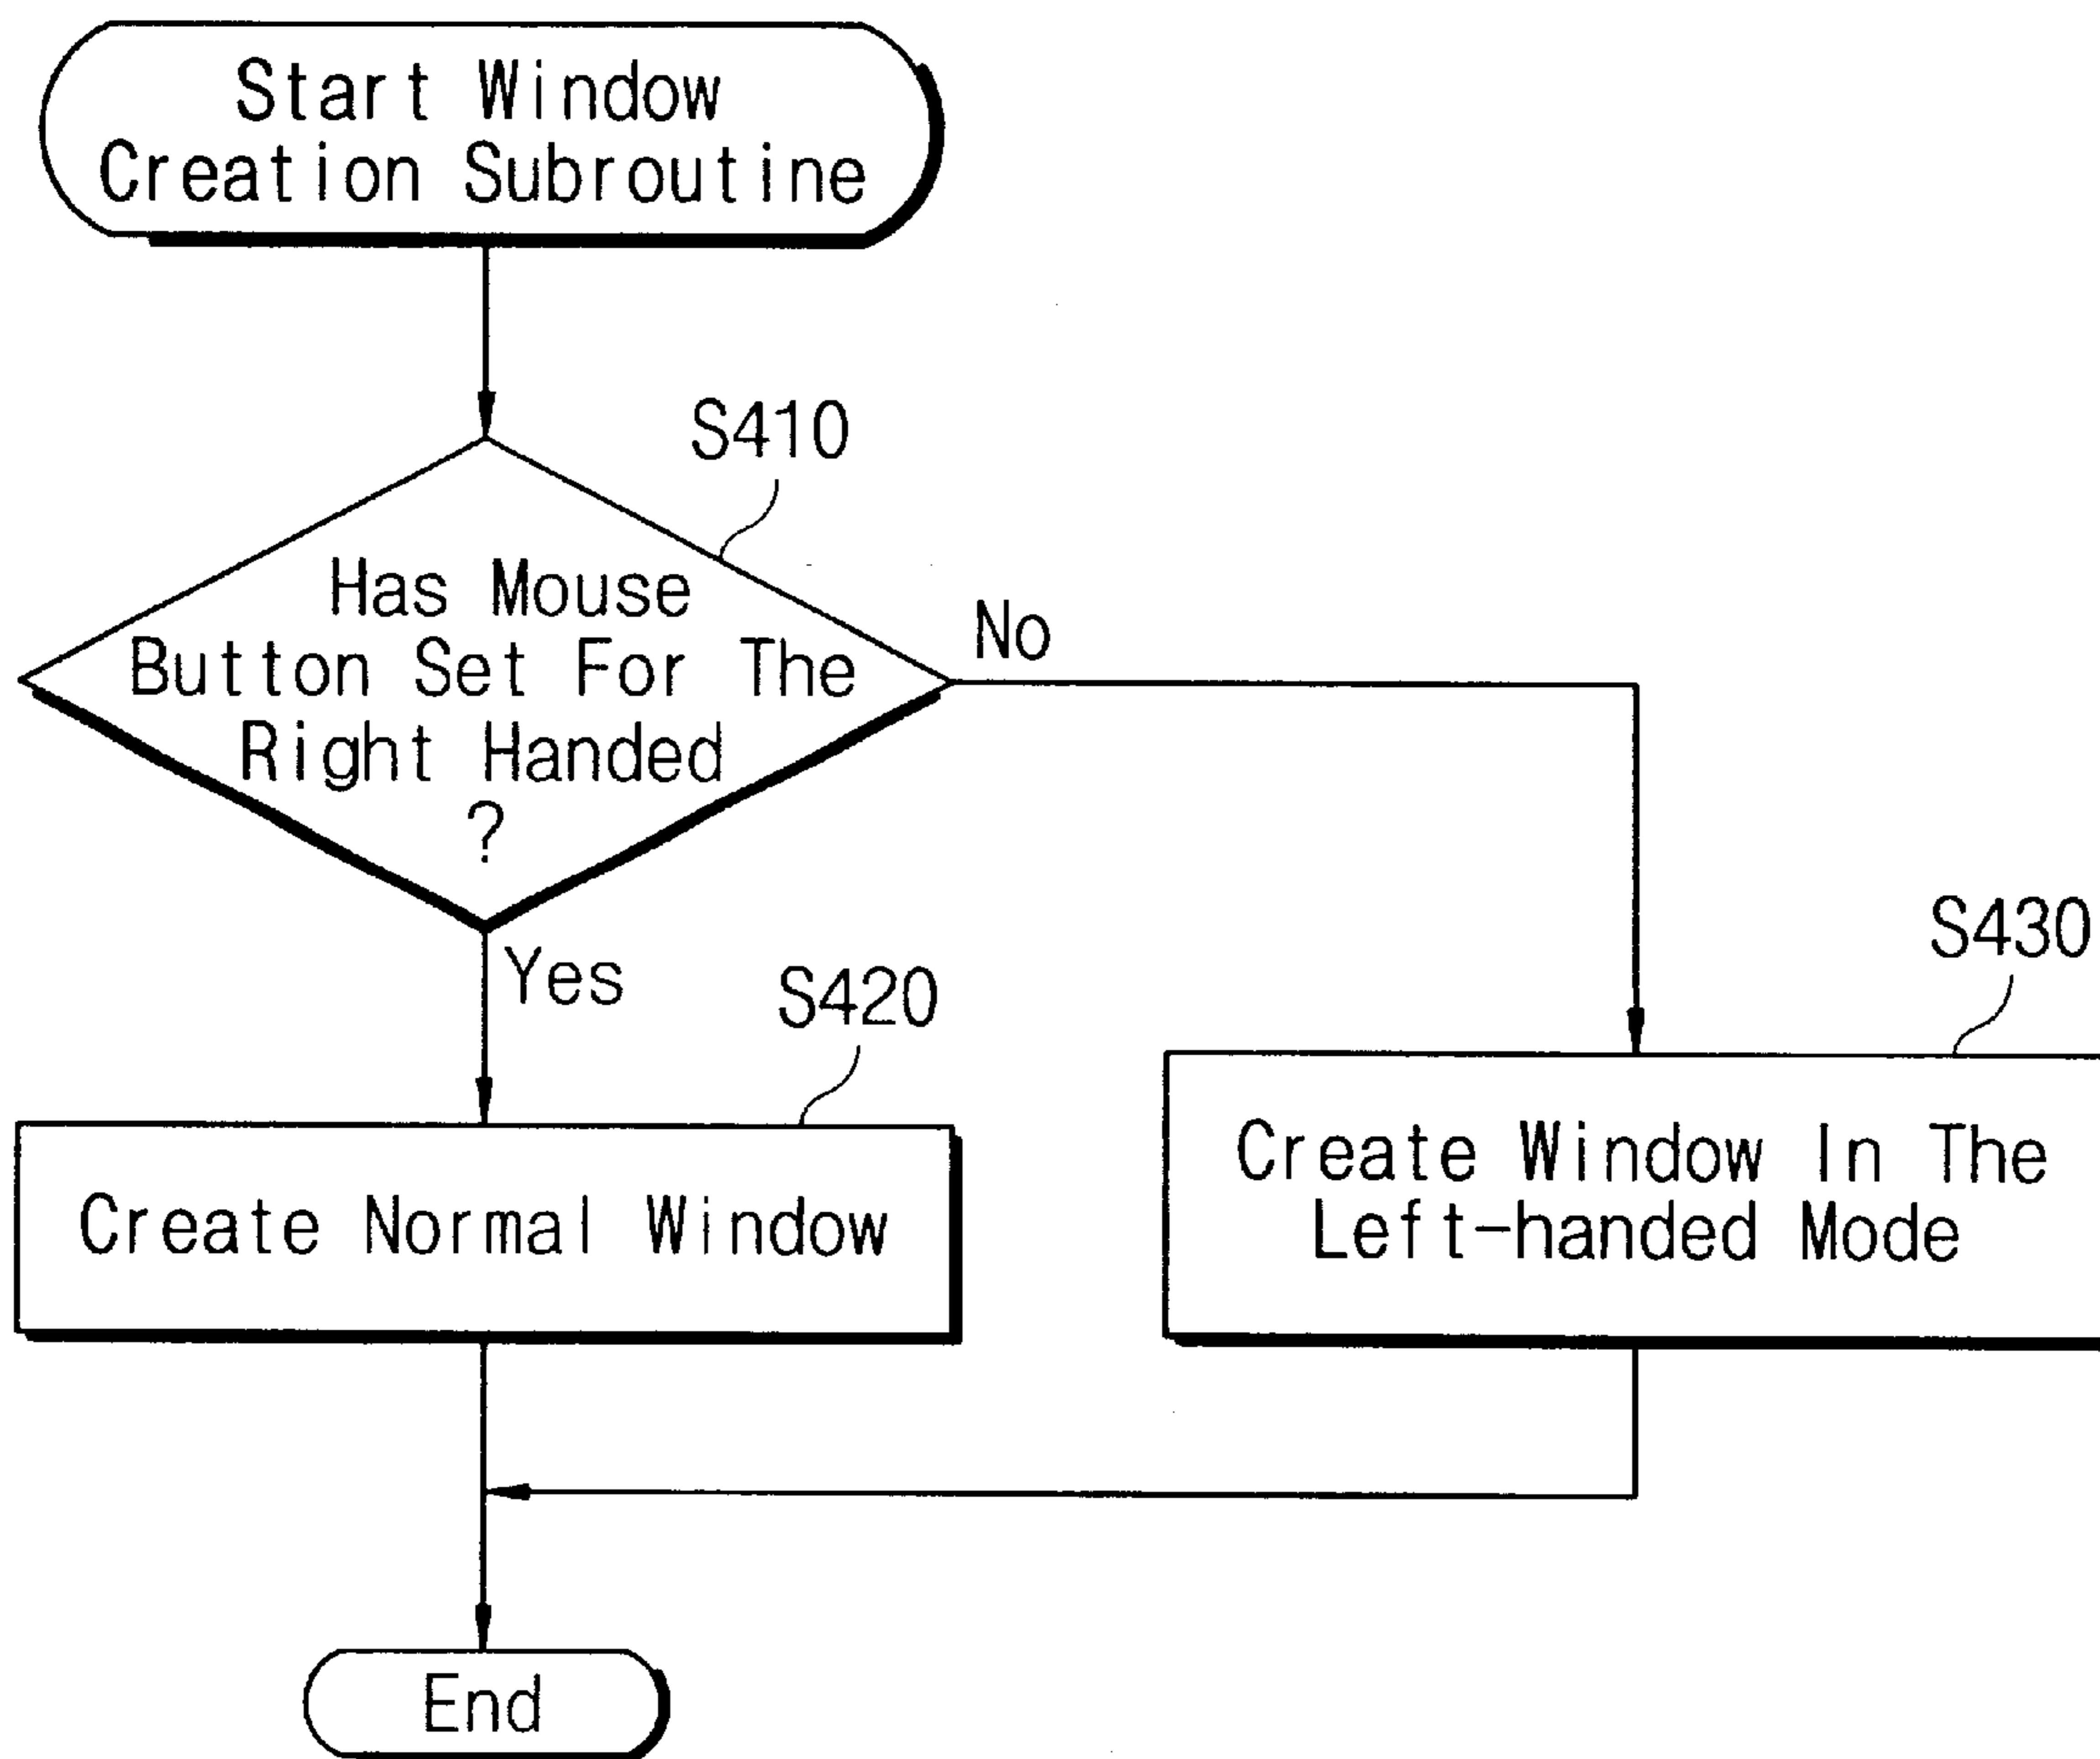 Start Window
Creation Subroutine
S410
Has Mouse
Button Set For The
Right Handed
?
No
Yes
S420
S430
Create Normal Window
Create Window In The
Left-handed Mode
End